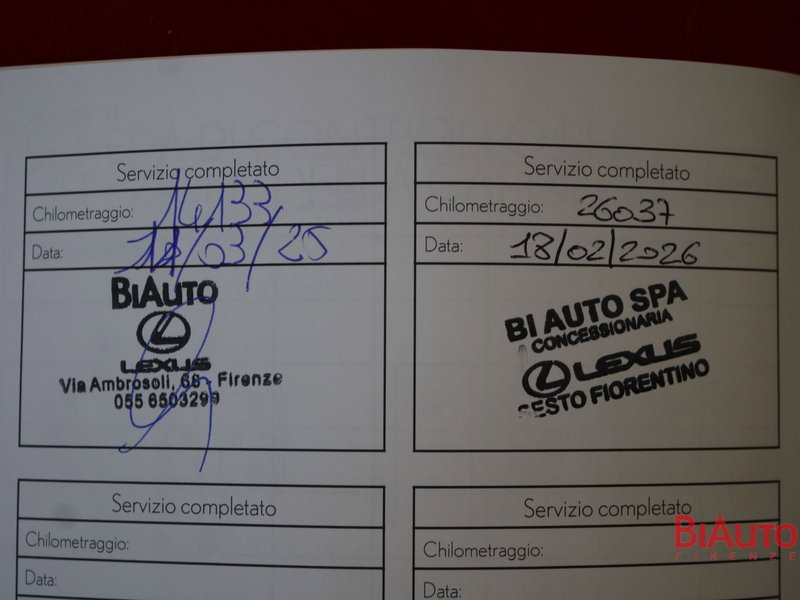 Servizio completato
Chilometraggio: 14133
Data: /03/25
BIAUTO
LEXUS
Via Ambrosoli, 68 - Firenze
055 6503299
Servizio completato
Chilometraggio: 26037
Data: 18/02/2026
BI AUTO SPA
CONCESSIONARIA
LEXUS
SESTO FIORENTINO
Servizio completato
Chilometraggio:
Data:
Servizio completato
Chilometraggio:
Data:
BIAUTO
FIRENZE